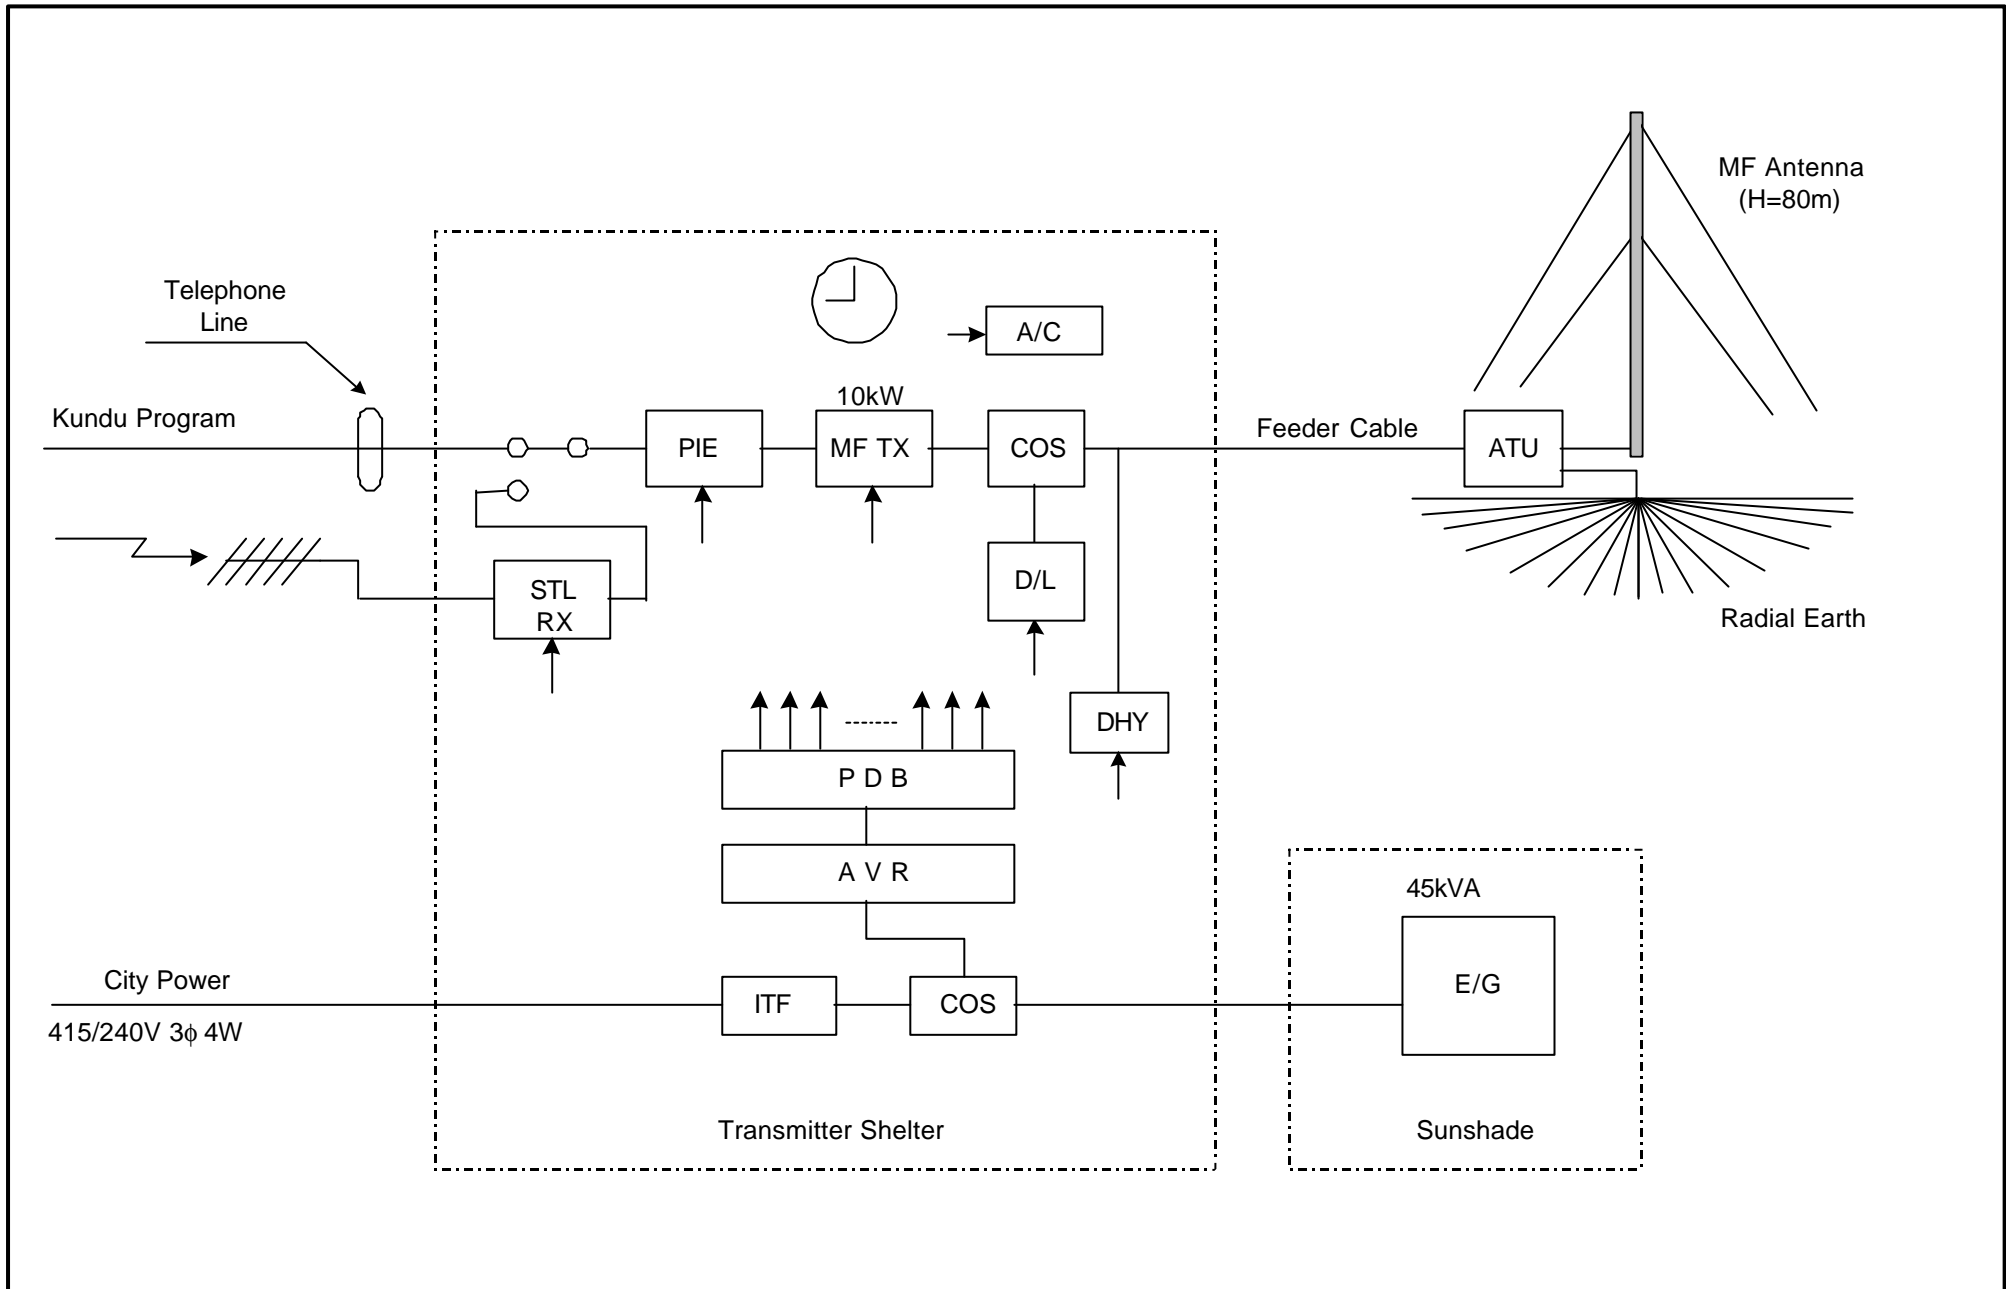 MF Antenna
(H=80m)
Telephone
Line
A/C
10kW
Kundu Program
PIE
MF TX
COS
Feeder Cable
ATU
D/L
STL
RX
Radial Earth
DHY
P D B
A V R
45kVA
City Power
E/G
ITF
COS
415/240V 3ϕ 4W
Transmitter Shelter
Sunshade